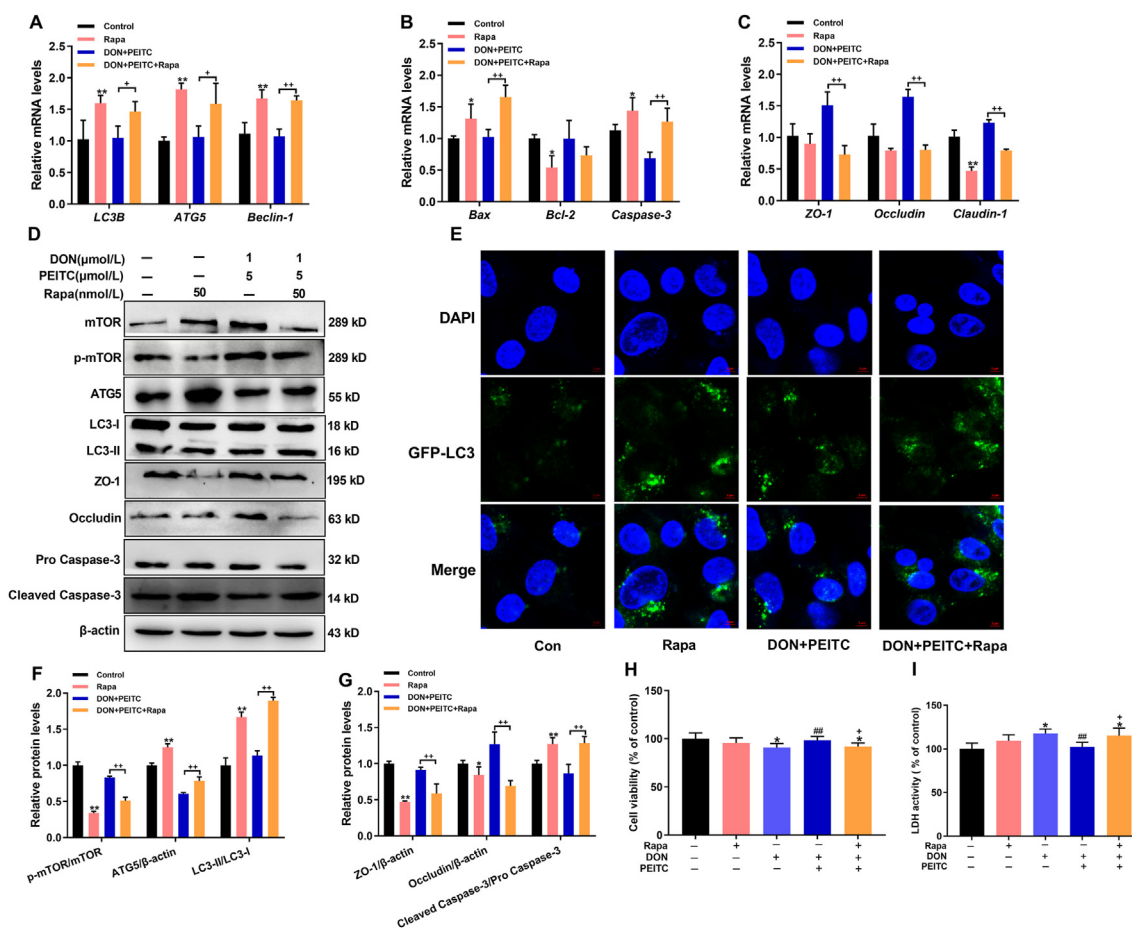 A
Control
Rapa
DON+PEITC
DON+PEITC+Rapa
Relative mRNA levels
2.5
2.0
1.5
1.0
0.5
0.0
** + ** + ** ++
LC3B ATG5 Beclin-1
B
Control
Rapa
DON+PEITC
DON+PEITC+Rapa
Relative mRNA levels
2.5
2.0
1.5
1.0
0.5
0.0
* ++ * * ++
Bax Bcl-2 Caspase-3
C
Control
Rapa
DON+PEITC
DON+PEITC+Rapa
Relative mRNA levels
2.5
2.0
1.5
1.0
0.5
0.0
++ ++ ** ++
ZO-1 Occludin Claudin-1
D
DON(μmol/L) — — 1 1
PEITC(μmol/L) — — 5 5
Rapa(nmol/L) — 50 — 50
mTOR 289 kD
p-mTOR 289 kD
ATG5 55 kD
LC3-I 18 kD
LC3-II 16 kD
ZO-1 195 kD
Occludin 63 kD
Pro Caspase-3 32 kD
Cleaved Caspase-3 14 kD
β-actin 43 kD
E
DAPI
GFP-LC3
Merge
Con Rapa DON+PEITC DON+PEITC+Rapa
F
Control
Rapa
DON+PEITC
DON+PEITC+Rapa
Relative protein levels
2.5
2.0
1.5
1.0
0.5
0.0
** ++ ** ++ ** ++
p-mTOR/mTOR ATG5/β-actin LC3-II/LC3-I
G
Control
Rapa
DON+PEITC
DON+PEITC+Rapa
Relative protein levels
2.0
1.5
1.0
0.5
0.0
** ++ * ++ ** ++
ZO-1/β-actin Occludin/β-actin Cleaved Caspase-3/Pro Caspase-3
H
Cell viability (% of control)
150
100
50
0
* ## + *
Rapa — + — — +
DON — — + + +
PEITC — — — + +
I
LDH activity ( % of control)
200
150
100
50
0
* ## + *
Rapa — + — — +
DON — — + + +
PEITC — — — + +